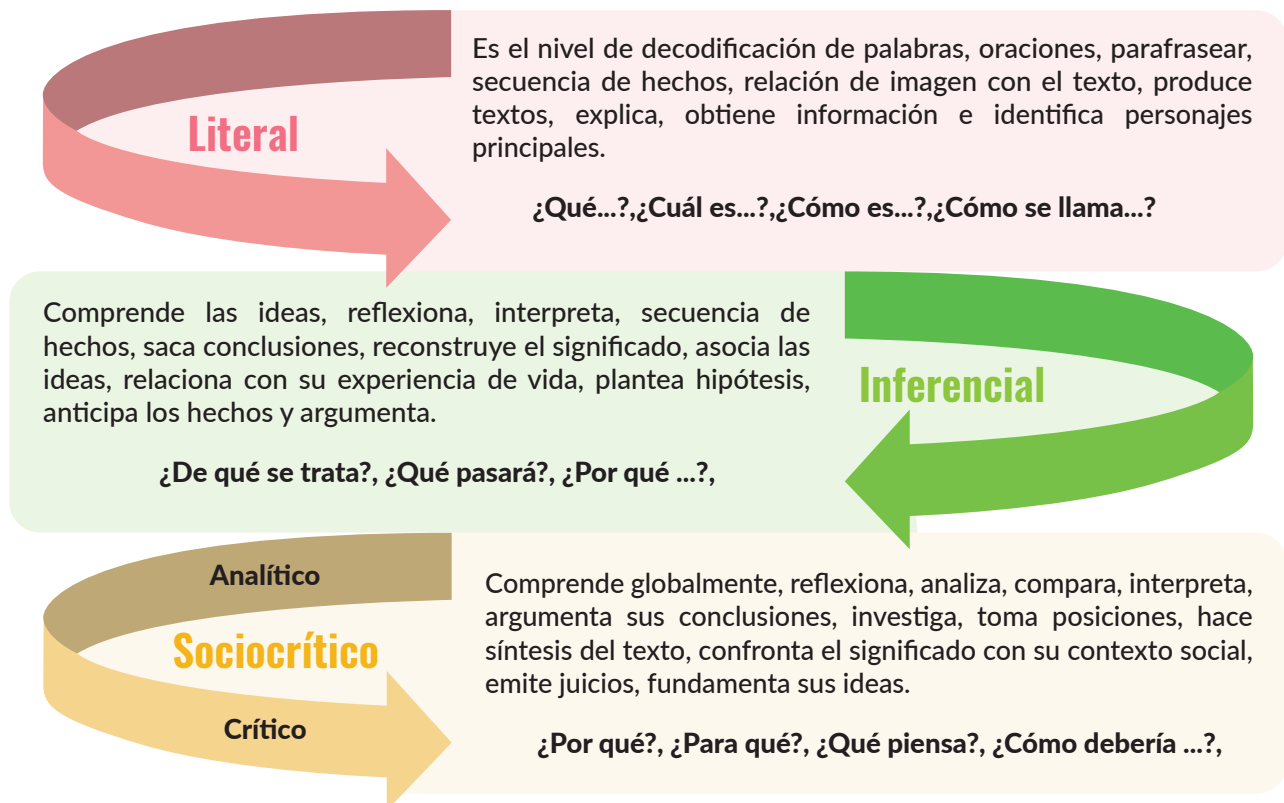 Literal
Es el nivel de decodificación de palabras, oraciones, parafrasear,
secuencia de hechos, relación de imagen con el texto, produce
textos, explica, obtiene información e identifica personajes
principales.
¿Qué...?,¿Cuál es...?,¿Cómo es...?,¿Cómo se llama...?
Comprende las ideas, reflexiona, interpreta, secuencia de
hechos, saca conclusiones, reconstruye el significado, asocia las
ideas, relaciona con su experiencia de vida, plantea hipótesis,
anticipa los hechos y argumenta.
¿De qué se trata?, ¿Qué pasará?, ¿Por qué ...?,
Inferencial
Analítico
Sociocrítico
Crítico
Comprende globalmente, reflexiona, analiza, compara, interpreta,
argumenta sus conclusiones, investiga, toma posiciones, hace
síntesis del texto, confronta el significado con su contexto social,
emite juicios, fundamenta sus ideas.
¿Por qué?, ¿Para qué?, ¿Qué piensa?, ¿Cómo debería ...?,